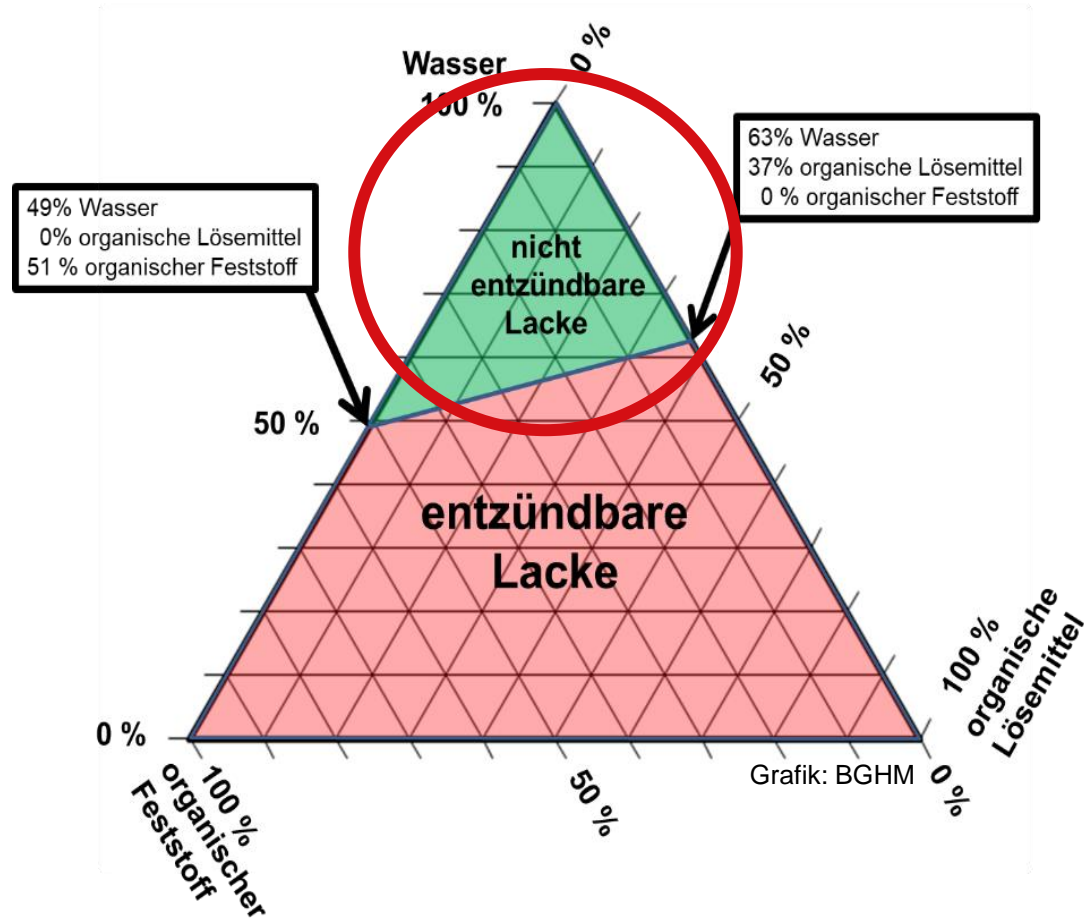 0 %
Wasser
100 %
63% Wasser
37% organische Lösemittel
0 % organischer Feststoff
49% Wasser
0% organische Lösemittel
51 % organischer Feststoff
nicht
entzündbare
Lacke
50 %
50 %
entzündbare
Lacke
100 %
organische
Lösemittel
0 %
Grafik: BGHM
0 %
50 %
100 %
organischer
Feststoff